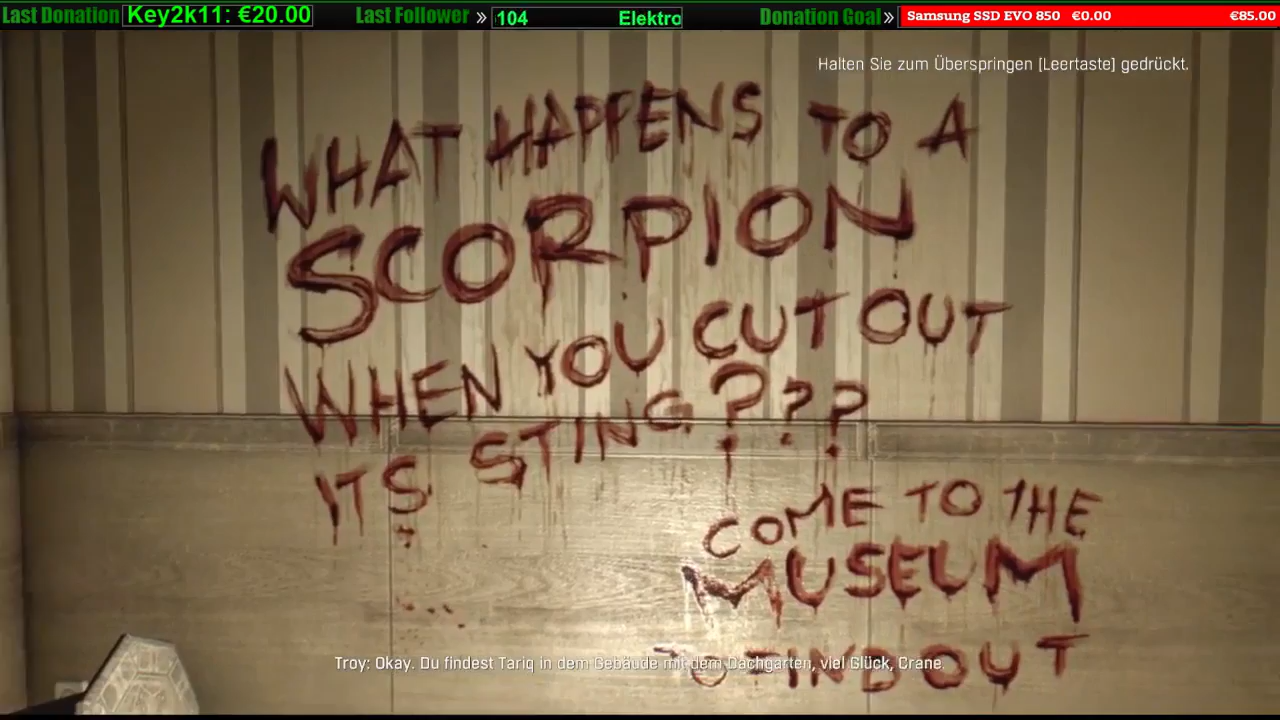 Last Donation Key2k11: €20.00 Last Follower » 104 Elektro Donation Goal » Samsung SSD EVO 850 €0.00 €85.00
Halten Sie zum Überspringen [Leertaste] gedrückt.
WHAT HAPPENS TO A
SCORPION
WHEN YOU CUT OUT
ITS STING???
COME TO THE
MUSEUM
TO FIND OUT
Troy: Okay. Du findest Tariq in dem Gebäude mit dem Dachgarten, viel Glück, Crane.